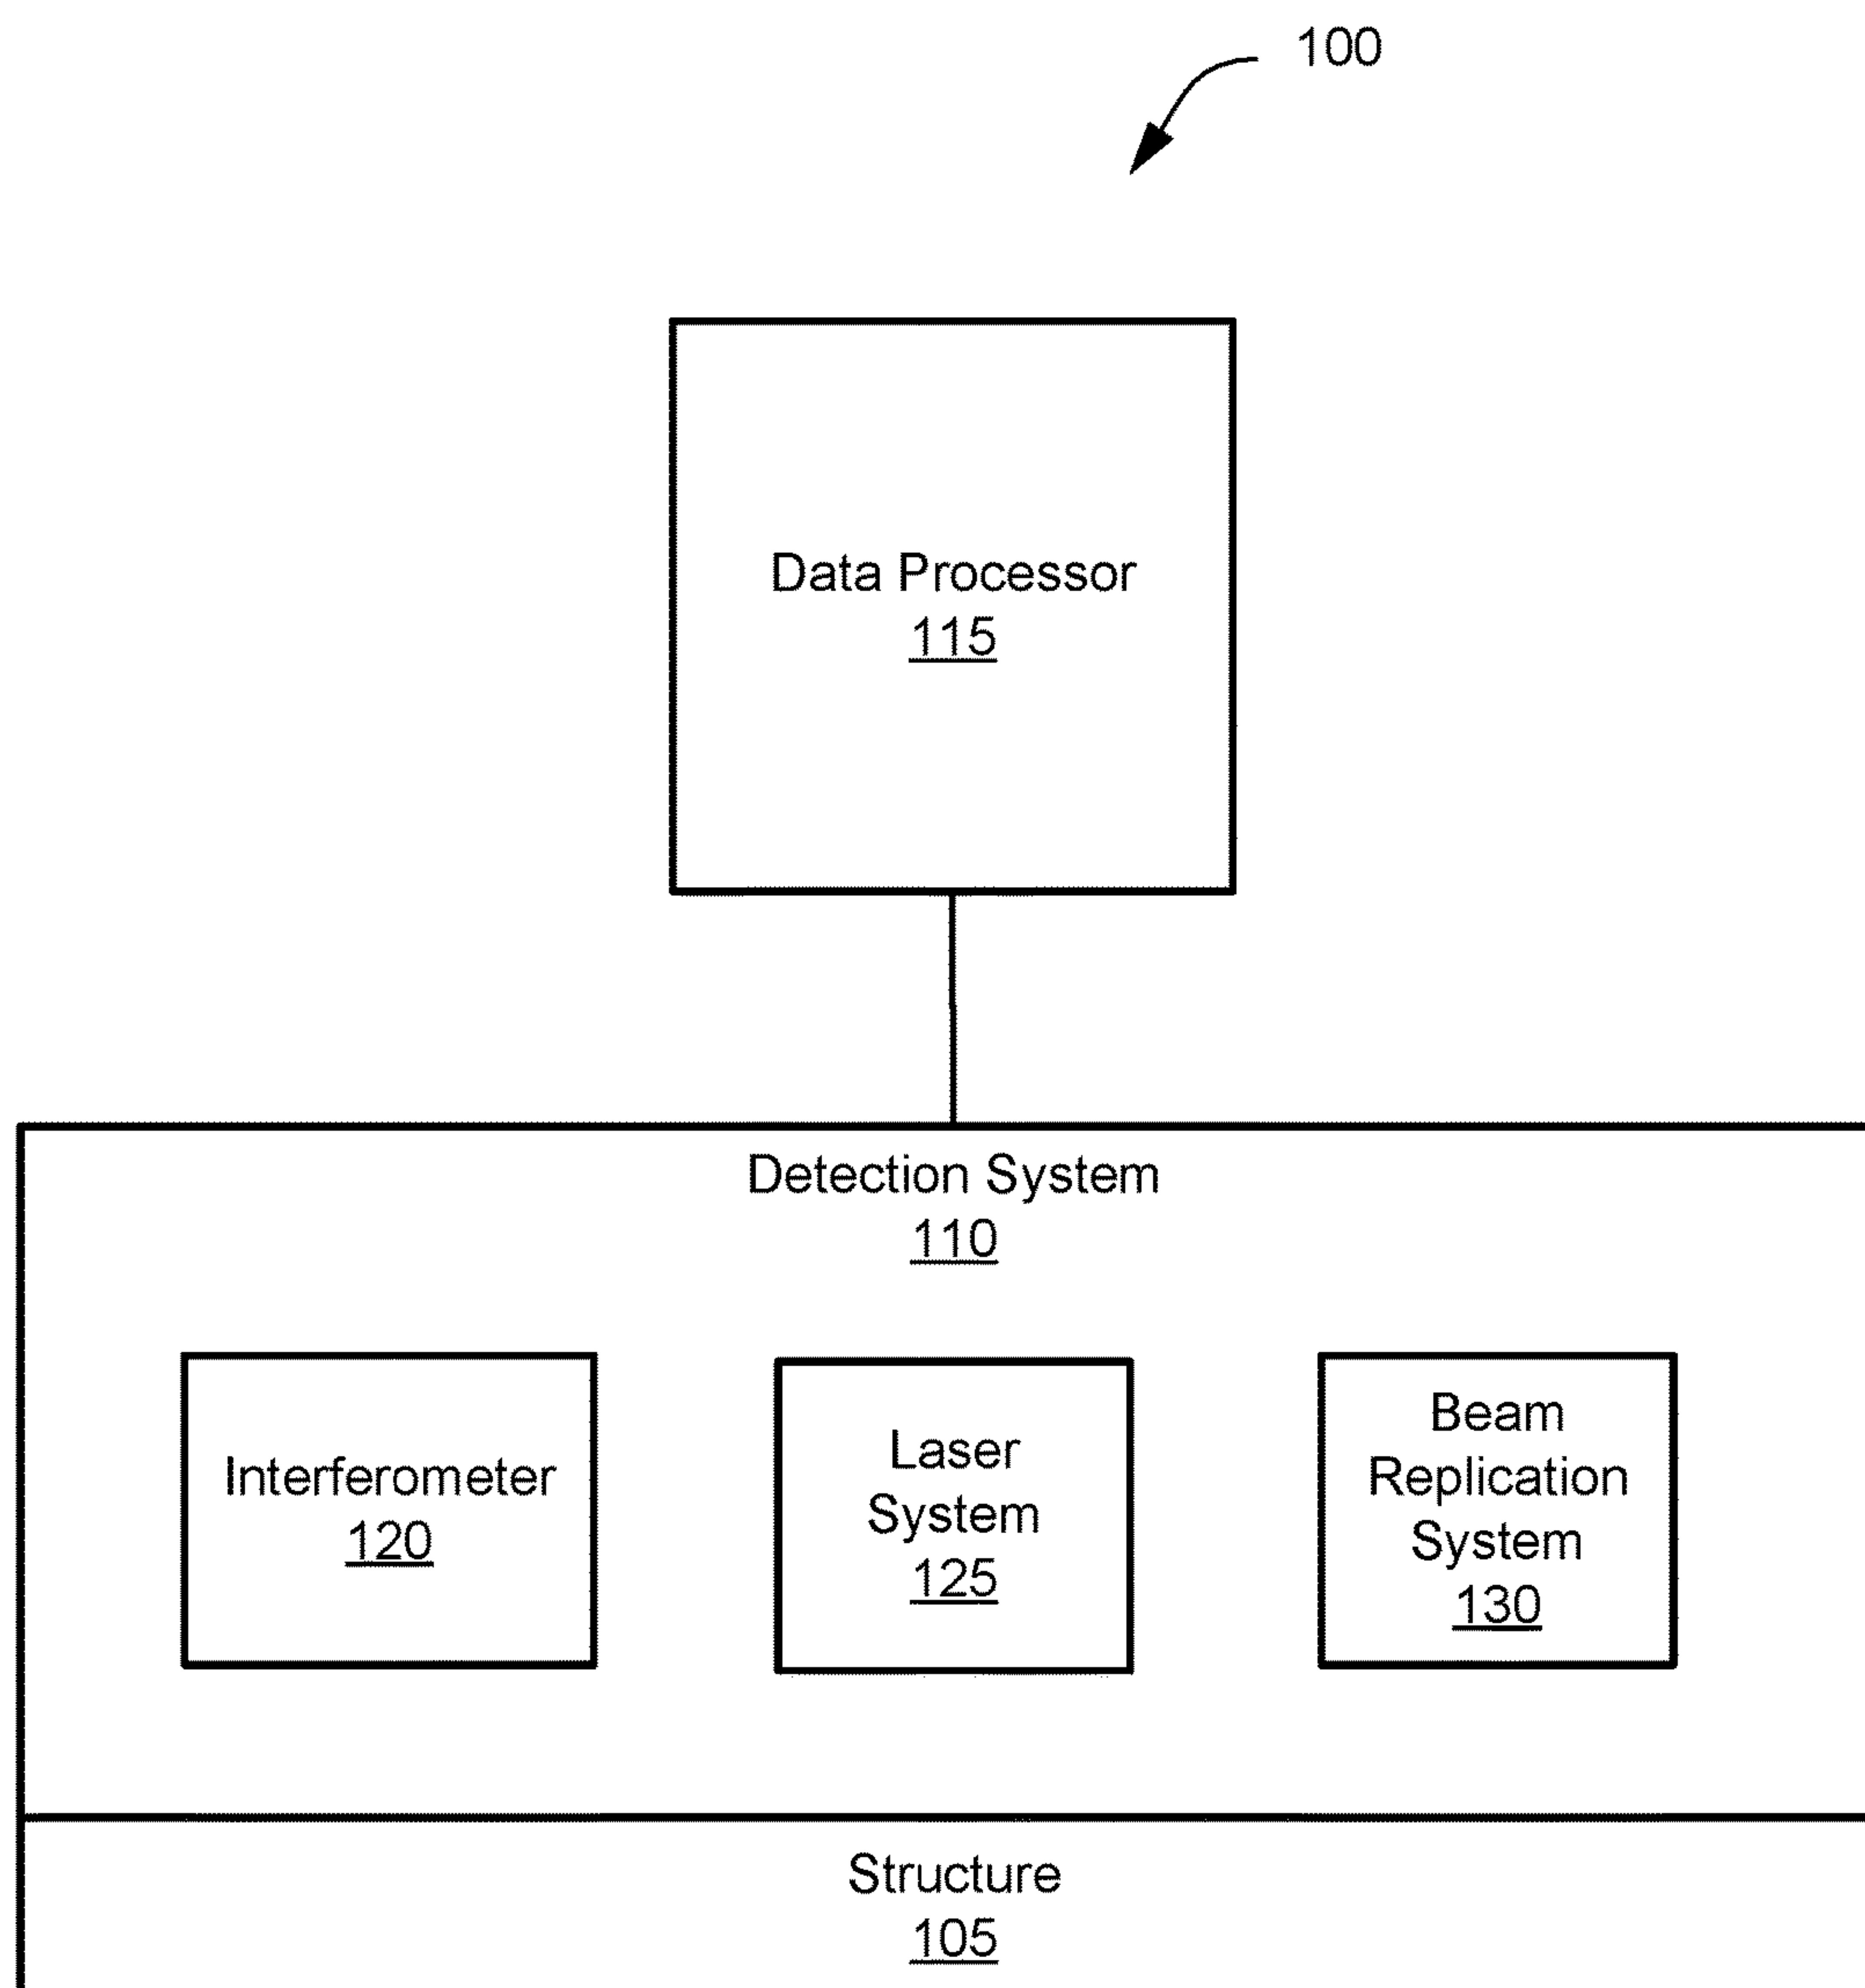 100
Data Processor
115
Detection System
110
Interferometer
120
Laser
System
125
Beam
Replication
System
130
Structure
105